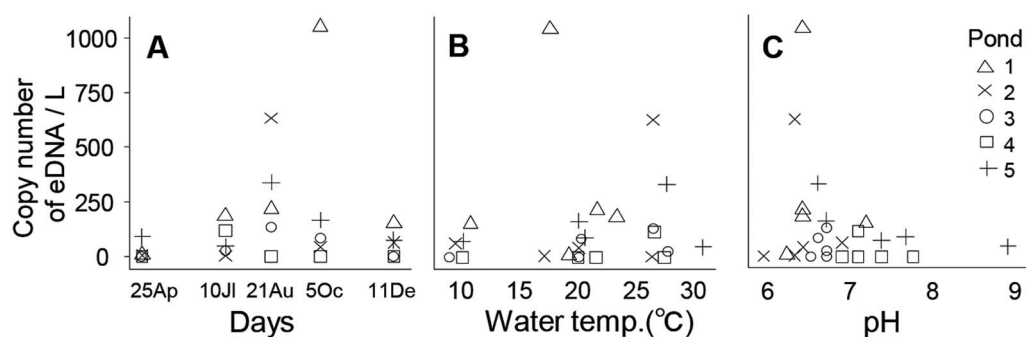 Copy number
of eDNA / L
1000
750
500
250
0
A
25Ap 10Jl 21Au 5Oc 11De
Days
B
10 15 20 25 30
Water temp.(°C)
C
6 7 8 9
pH
Pond
1
2
3
4
5